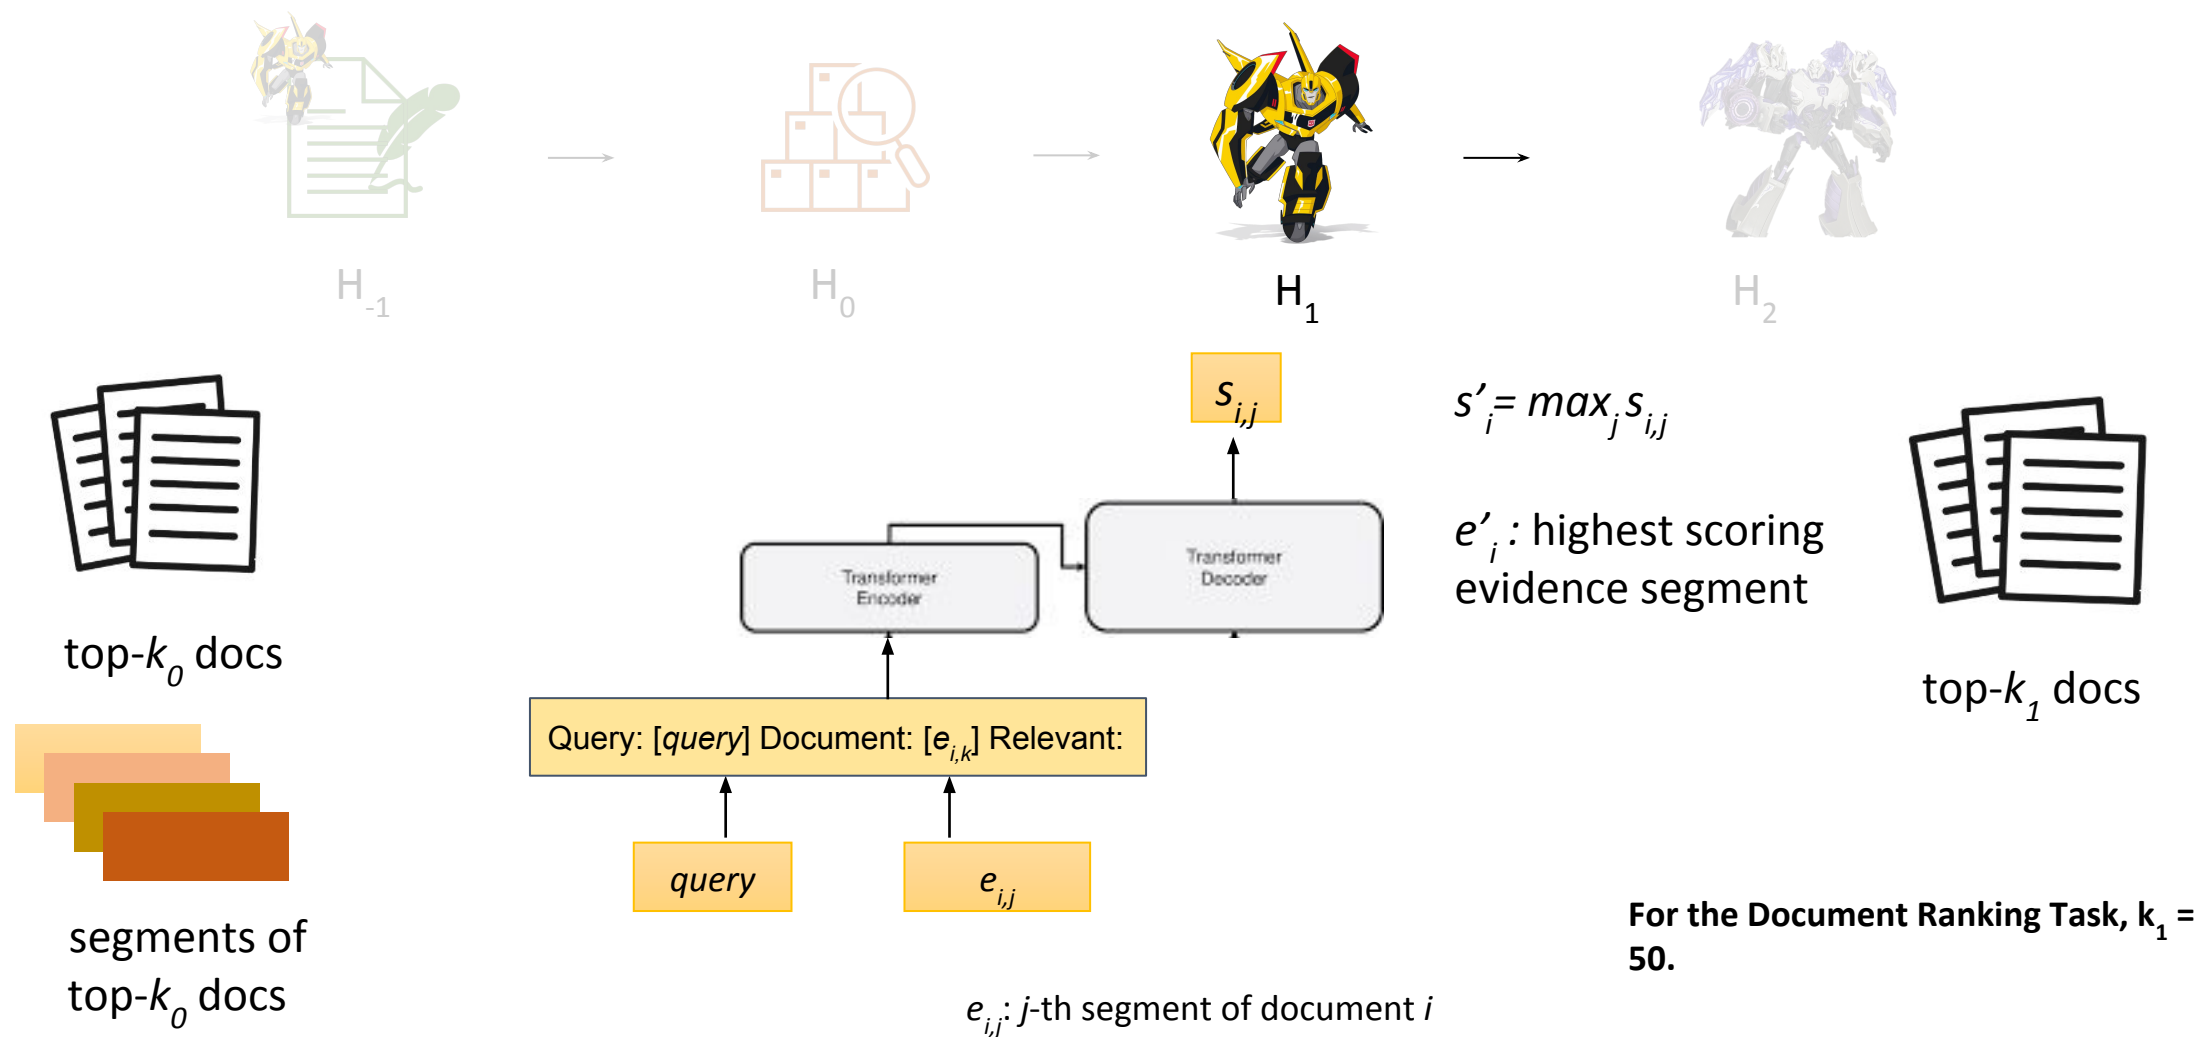 H-1
H0
H1
H2
si,j
s’i= maxj si,j
Transformer
Encoder
Transformer
Decoder
e’i : highest scoring
evidence segment
top-k0 docs
top-k1 docs
Query: [query] Document: [ei,k] Relevant:
query
ei,j
segments of
top-k0 docs
For the Document Ranking Task, k1 =
50.
ei,j: j-th segment of document i